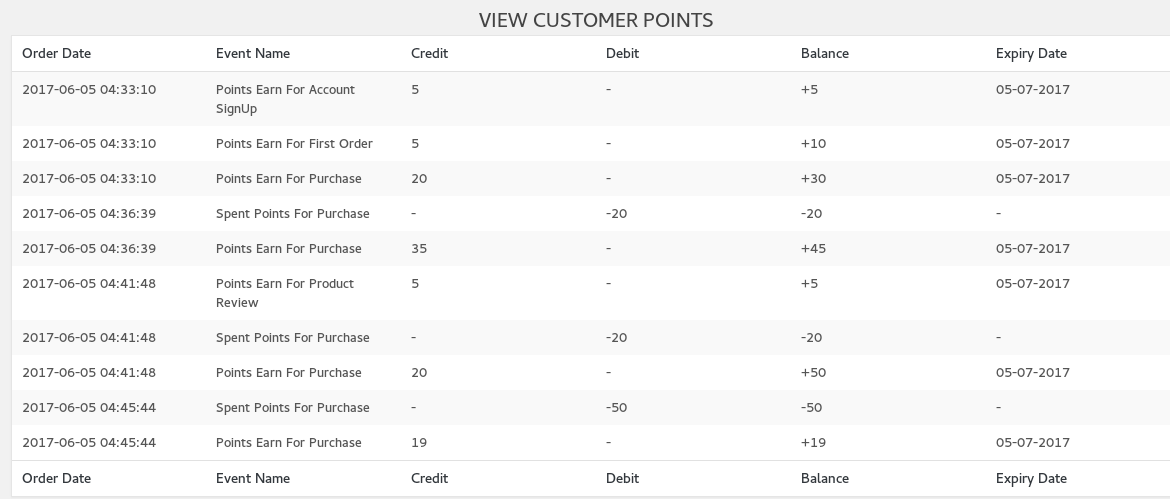 VIEW CUSTOMER POINTS
Order Date Event Name Credit Debit Balance Expiry Date
2017-06-05 04:33:10 Points Earn For Account SignUp 5 - +5 05-07-2017
2017-06-05 04:33:10 Points Earn For First Order 5 - +10 05-07-2017
2017-06-05 04:33:10 Points Earn For Purchase 20 - +30 05-07-2017
2017-06-05 04:36:39 Spent Points For Purchase - -20 -20 -
2017-06-05 04:36:39 Points Earn For Purchase 35 - +45 05-07-2017
2017-06-05 04:41:48 Points Earn For Product Review 5 - +5 05-07-2017
2017-06-05 04:41:48 Spent Points For Purchase - -20 -20 -
2017-06-05 04:41:48 Points Earn For Purchase 20 - +50 05-07-2017
2017-06-05 04:45:44 Spent Points For Purchase - -50 -50 -
2017-06-05 04:45:44 Points Earn For Purchase 19 - +19 05-07-2017
Order Date Event Name Credit Debit Balance Expiry Date